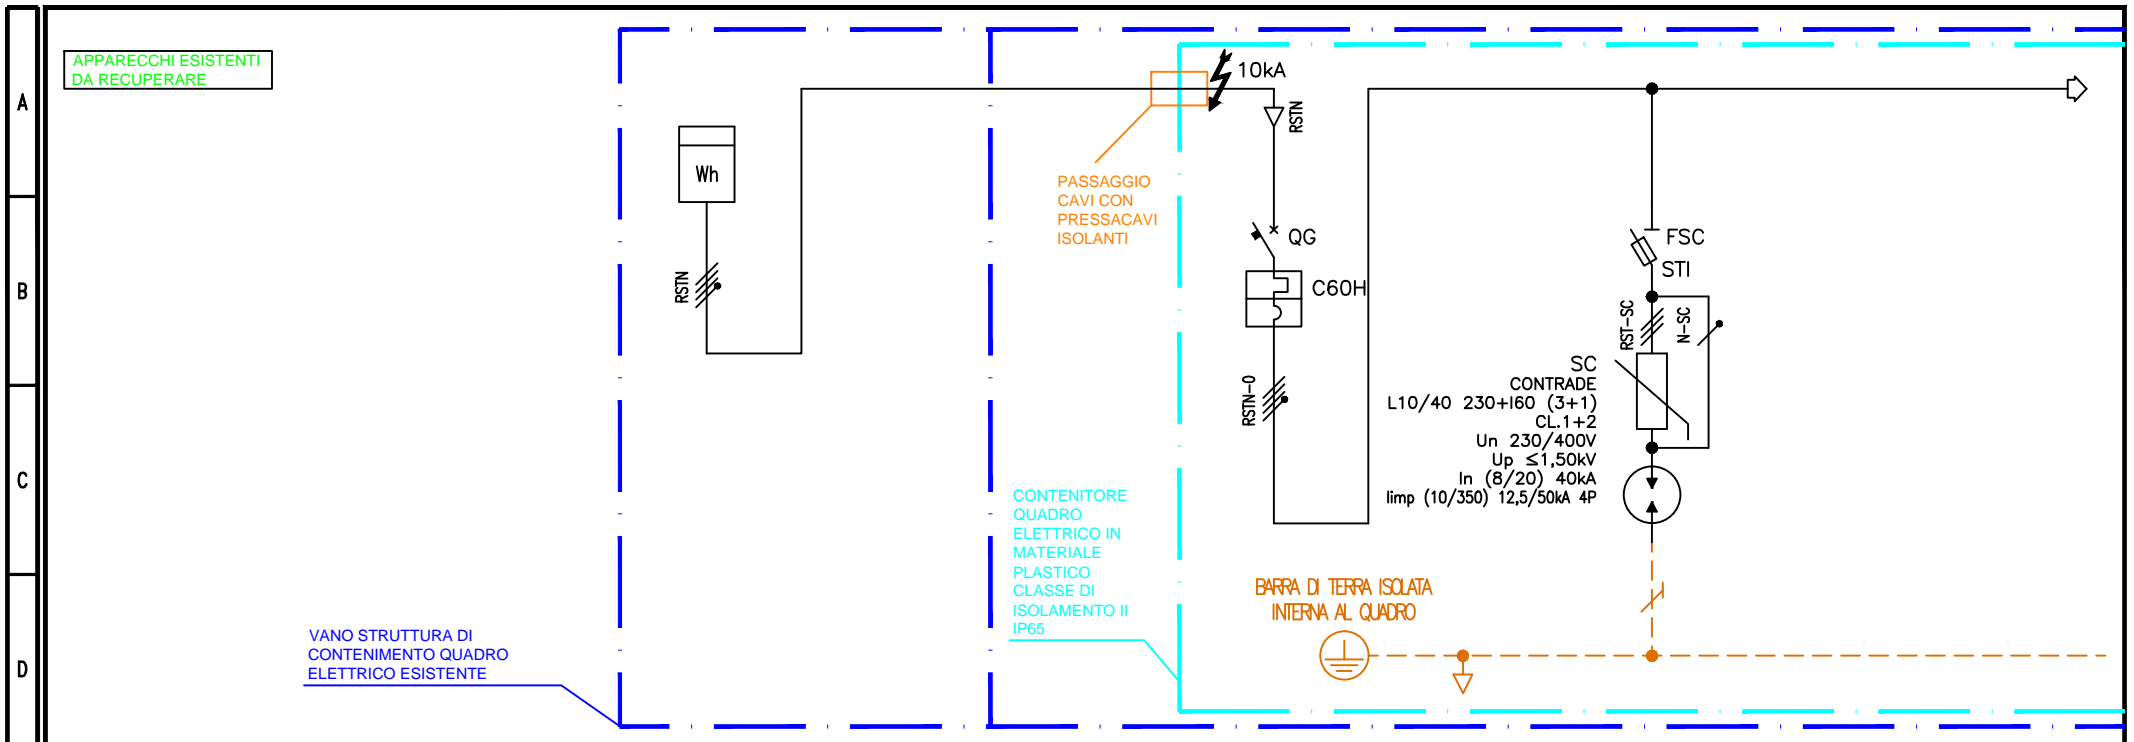 APPARECCHI ESISTENTI
DA RECUPERARE
A
B
C
D
Wh
RSTN
10kA
RSTN
PASSAGGIO
CAVI CON
PRESSACAVI
ISOLANTI
QG
C60H
RSTN-0
FSC
STI
RST-SC
N-SC
SC
CONTRADE
L10/40 230+I60 (3+1)
CL.1+2
Un 230/400V
Up ≤1,50kV
In (8/20) 40kA
Iimp (10/350) 12,5/50kA 4P
CONTENITORE
QUADRO
ELETTRICO IN
MATERIALE
PLASTICO
CLASSE DI
ISOLAMENTO II
IP65
BARRA DI TERRA ISOLATA
INTERNA AL QUADRO
VANO STRUTTURA DI
CONTENIMENTO QUADRO
ELETTRICO ESISTENTE